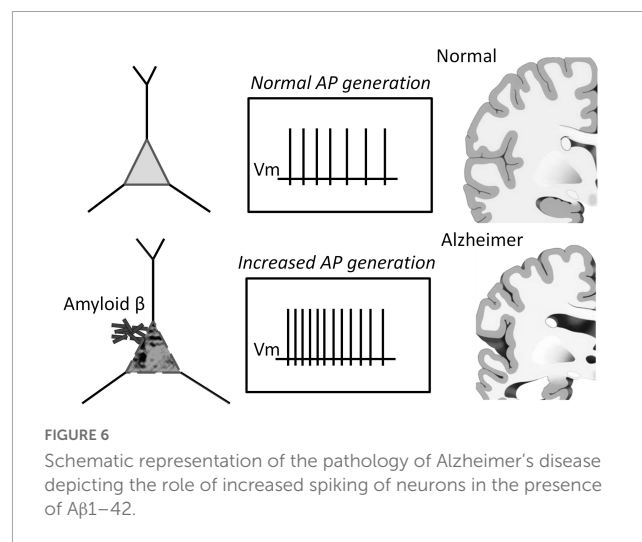 Normal
Normal AP generation
Vm
Alzheimer
Increased AP generation
Amyloid β
Vm
FIGURE 6
Schematic representation of the pathology of Alzheimer’s disease
depicting the role of increased spiking of neurons in the presence
of Aβ1–42.